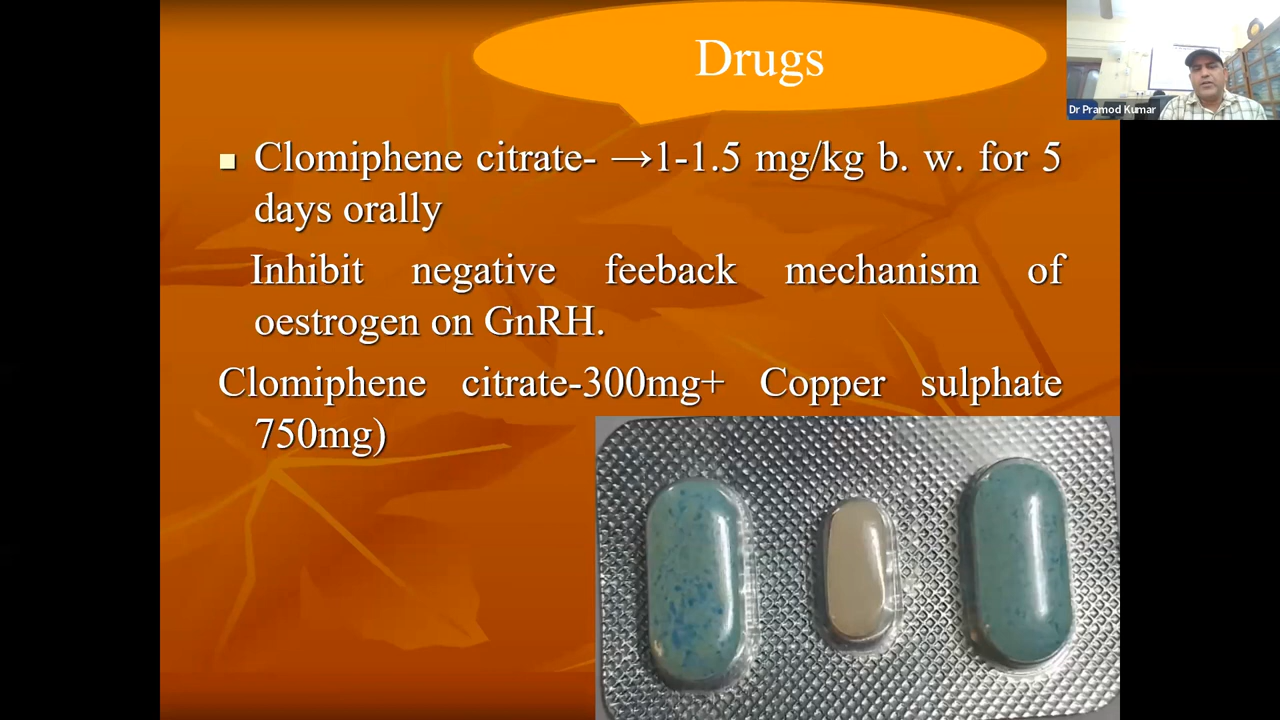 Drugs
Dr Pramod Kumar
Clomiphene citrate- →1-1.5 mg/kg b. w. for 5
days orally
Inhibit negative feeback mechanism of
oestrogen on GnRH.
Clomiphene citrate-300mg+ Copper sulphate
750mg)